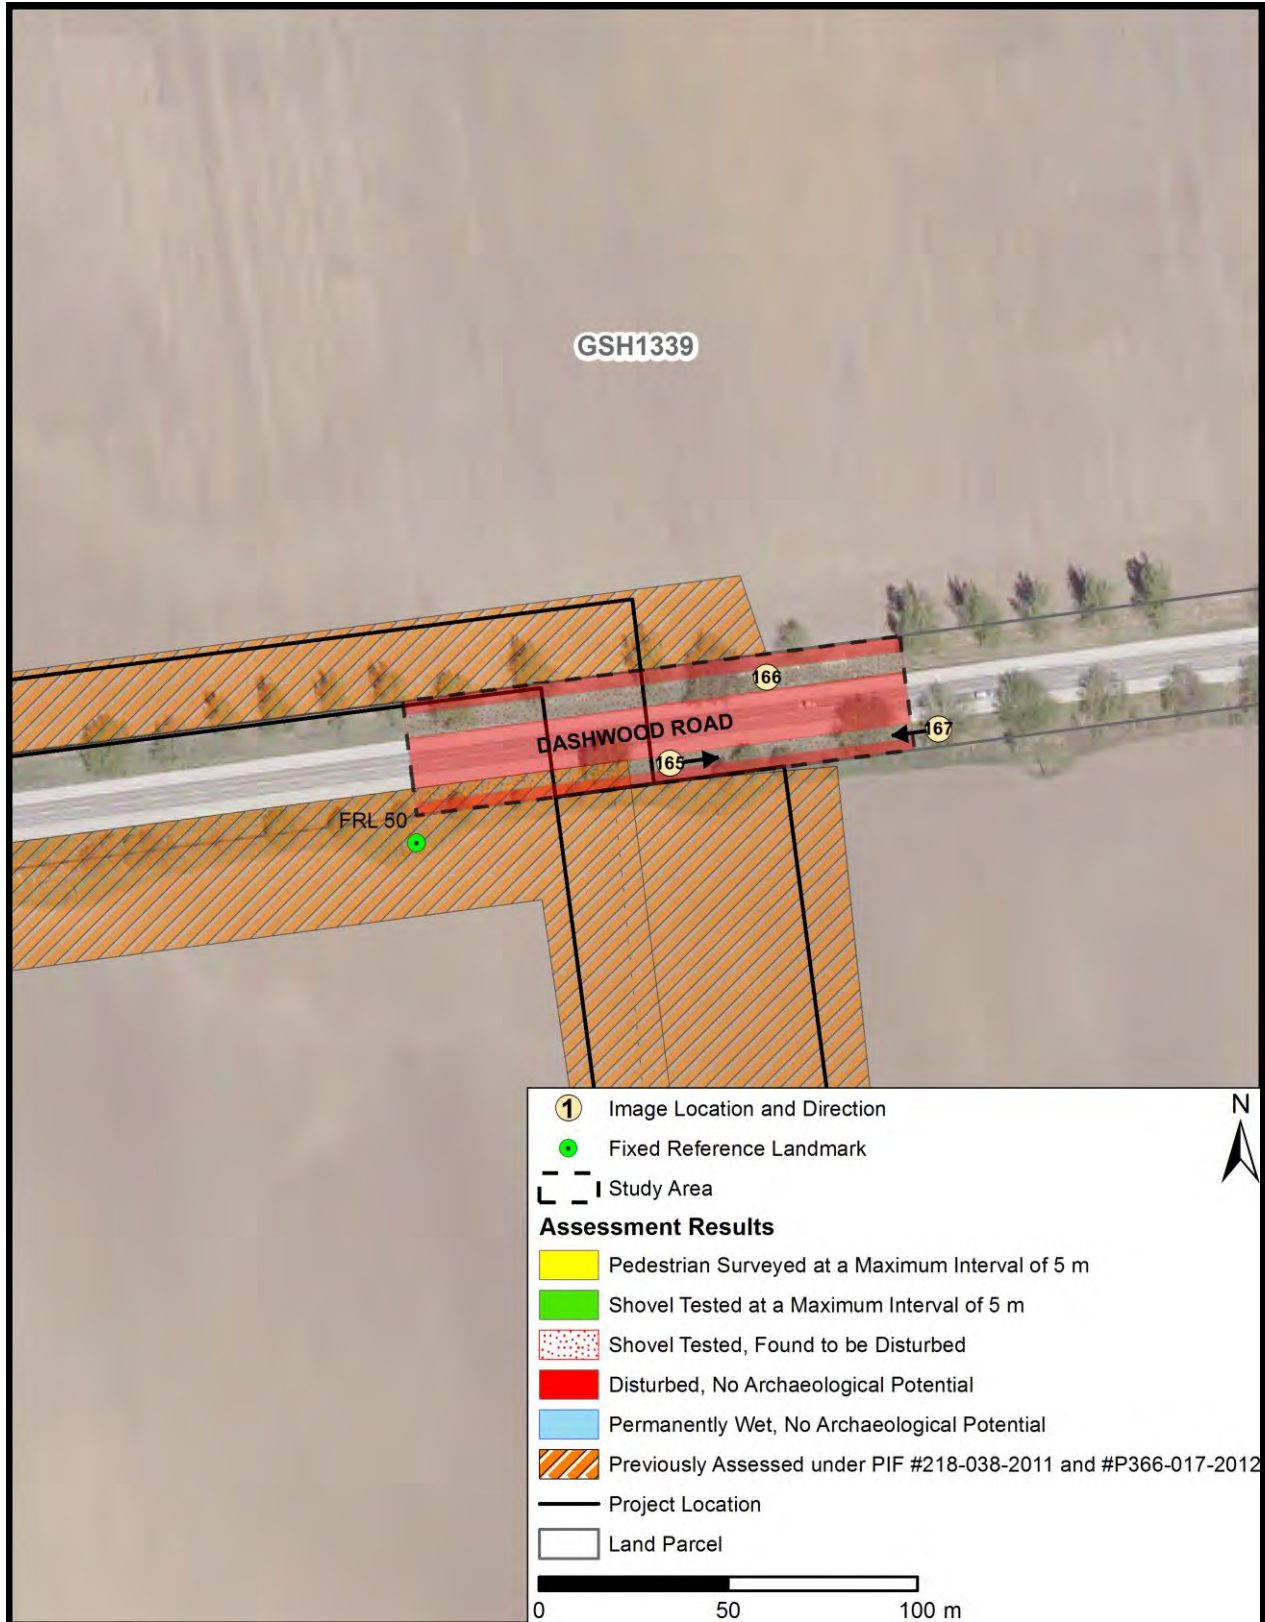 GSH1339
166
DASHWOOD ROAD
167
165
FRL 50
1 Image Location and Direction
N
Fixed Reference Landmark
Study Area
Assessment Results
Pedestrian Surveyed at a Maximum Interval of 5 m
Shovel Tested at a Maximum Interval of 5 m
Shovel Tested, Found to be Disturbed
Disturbed, No Archaeological Potential
Permanently Wet, No Archaeological Potential
Previously Assessed under PIF #218-038-2011 and #P366-017-2012
Project Location
Land Parcel
0 50 100 m